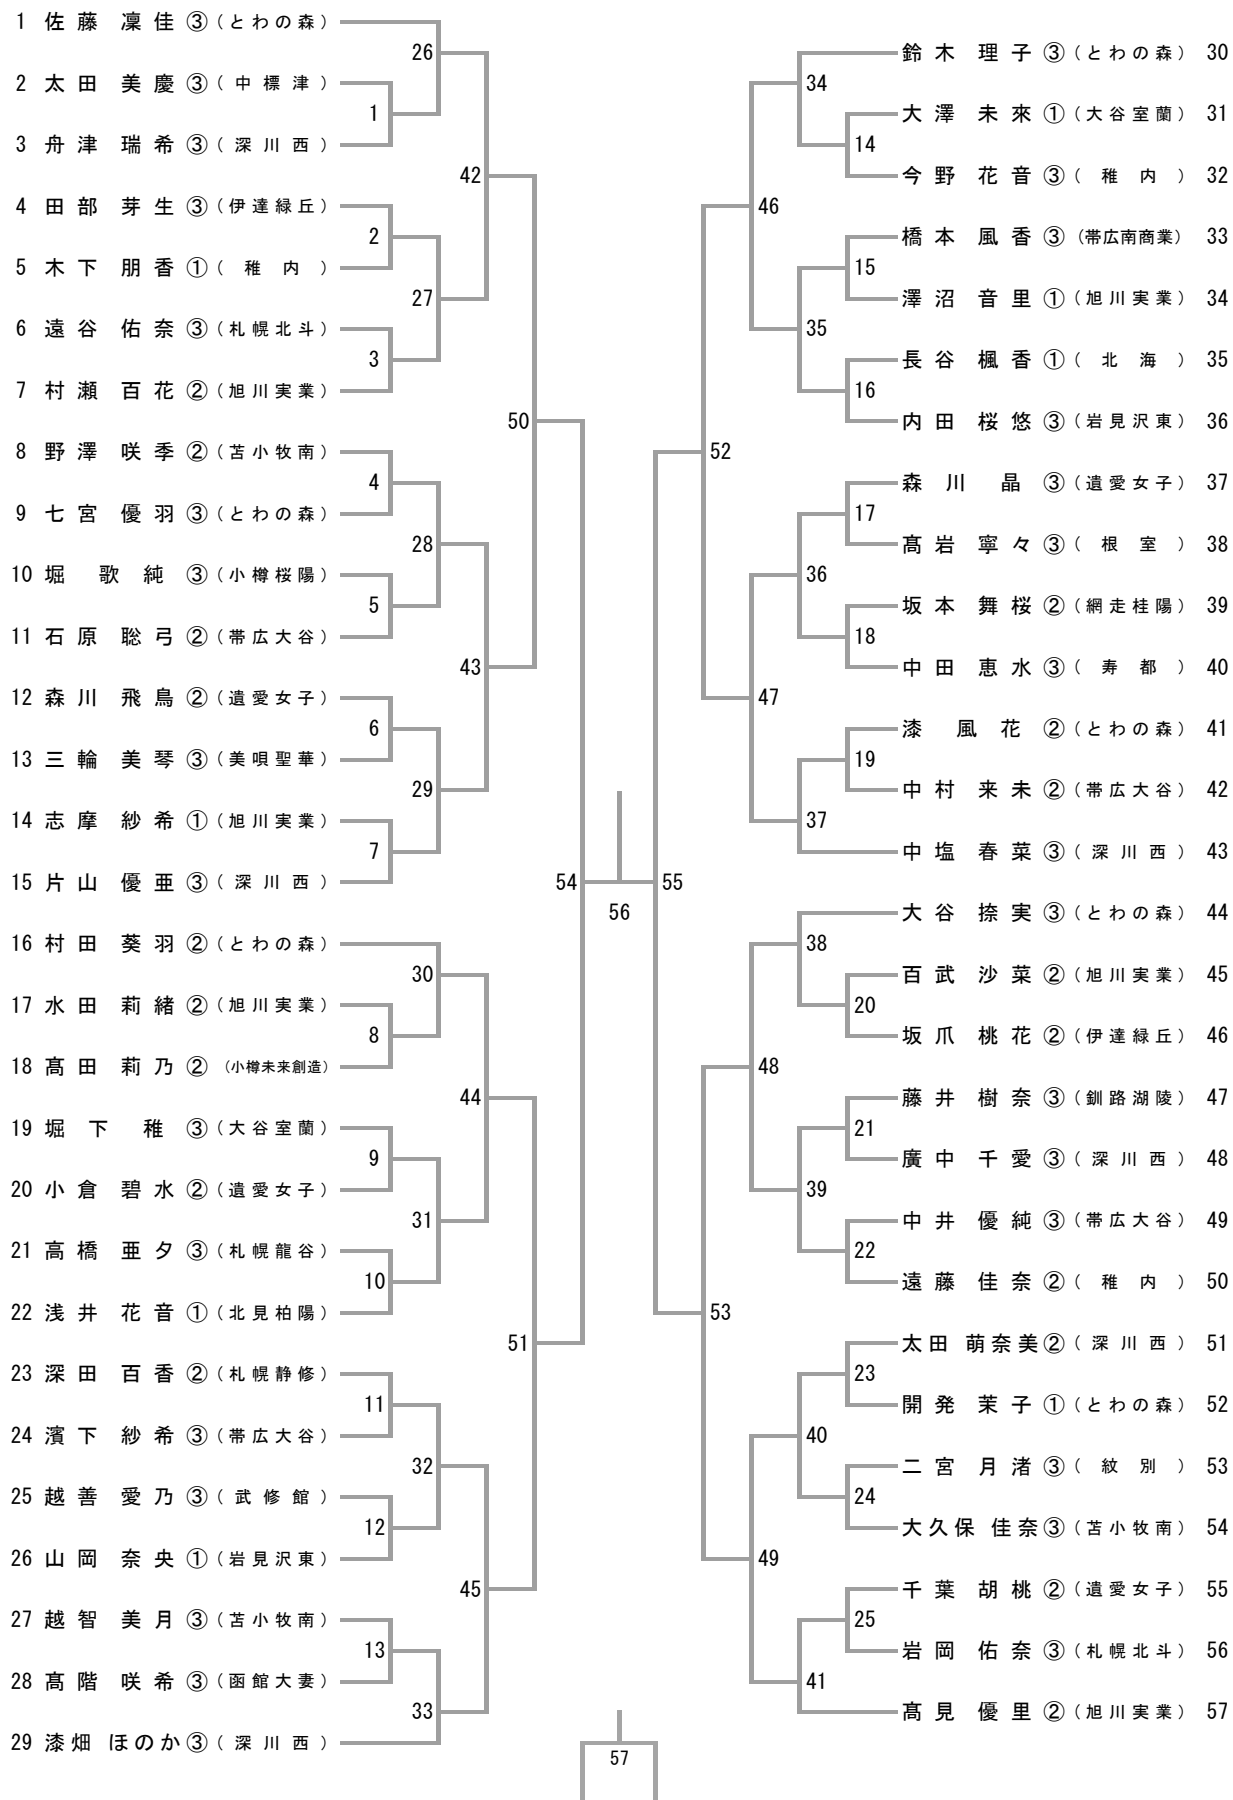 1 佐藤 凜佳 ③ (とわの森)
2 太田 美慶 ③ (中標津)
3 舟津 瑞希 ③ (深川西)
4 田部 芽生 ③ (伊達緑丘)
5 木下 朋香 ① (稚内)
6 遠谷 佑奈 ③ (札幌北斗)
7 村瀬 百花 ② (旭川実業)
8 野澤 咲季 ② (苫小牧南)
9 七宮 優羽 ③ (とわの森)
10 堀 歌純 ③ (小樽桜陽)
11 石原 聡弓 ② (帯広大谷)
12 森川 飛鳥 ② (遺愛女子)
13 三輪 美琴 ③ (美唄聖華)
14 志摩 紗希 ① (旭川実業)
15 片山 優亜 ③ (深川西)
16 村田 葵羽 ② (とわの森)
17 水田 莉緒 ② (旭川実業)
18 髙田 莉乃 ② (小樽未来創造)
19 堀下 稚 ③ (大谷室蘭)
20 小倉 碧水 ② (遺愛女子)
21 高橋 亜夕 ③ (札幌龍谷)
22 浅井 花音 ① (北見柏陽)
23 深田 百香 ② (札幌静修)
24 濱下 紗希 ③ (帯広大谷)
25 越善 愛乃 ③ (武修館)
26 山岡 奈央 ① (岩見沢東)
27 越智 美月 ③ (苫小牧南)
28 髙階 咲希 ③ (函館大妻)
29 漆畑 ほのか ③ (深川西)
1
2
3
4
5
6
7
8
9
10
11
12
13
26
27
28
29
30
31
32
33
42
43
44
45
50
51
54
56
55
57
52
53
46
47
48
49
34
35
36
37
38
39
40
41
14
15
16
17
18
19
20
21
22
23
24
25
鈴木 理子 ③ (とわの森) 30
大澤 未來 ① (大谷室蘭) 31
今野 花音 ③ (稚内) 32
橋本 風香 ③ (帯広南商業) 33
澤沼 音里 ① (旭川実業) 34
長谷 楓香 ① (北海) 35
内田 桜悠 ③ (岩見沢東) 36
森川 晶 ③ (遺愛女子) 37
髙岩 寧々 ③ (根室) 38
坂本 舞桜 ② (網走桂陽) 39
中田 恵水 ③ (寿都) 40
漆 風花 ② (とわの森) 41
中村 来未 ② (帯広大谷) 42
中塩 春菜 ③ (深川西) 43
大谷 捺実 ③ (とわの森) 44
百武 沙菜 ② (旭川実業) 45
坂爪 桃花 ② (伊達緑丘) 46
藤井 樹奈 ③ (釧路湖陵) 47
廣中 千愛 ③ (深川西) 48
中井 優純 ③ (帯広大谷) 49
遠藤 佳奈 ② (稚内) 50
太田 萌奈美 ② (深川西) 51
開発 茉子 ① (とわの森) 52
二宮 月渚 ③ (紋別) 53
大久保 佳奈 ③ (苫小牧南) 54
千葉 胡桃 ② (遺愛女子) 55
岩岡 佑奈 ③ (札幌北斗) 56
髙見 優里 ② (旭川実業) 57